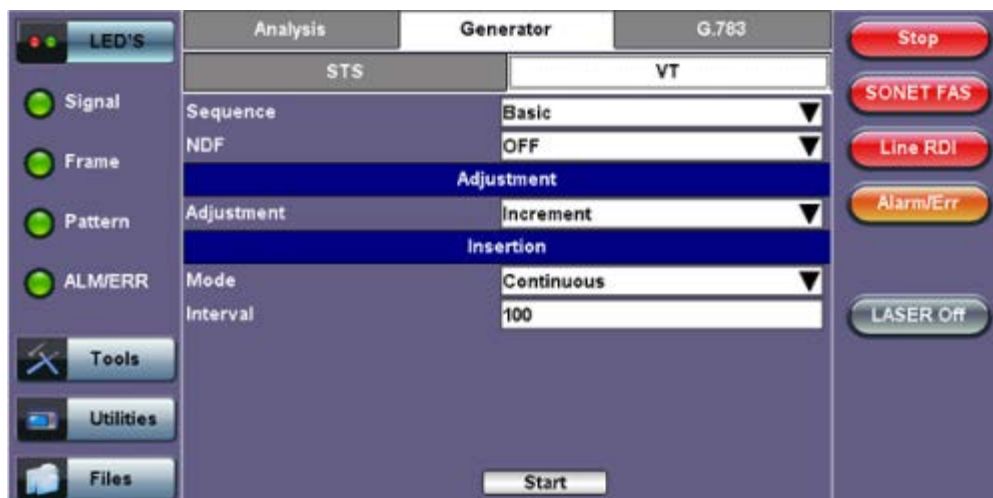 LED'S
Signal
Frame
Pattern
ALM/ERR
Tools
Utilities
Files
Analysis Generator G.783
STS VT
Sequence Basic
NDF OFF
Adjustment
Adjustment Increment
Insertion
Mode Continuous
Interval 100
Start
Stop
SONET FAS
Line RDI
Alarm/Err
LASER Off